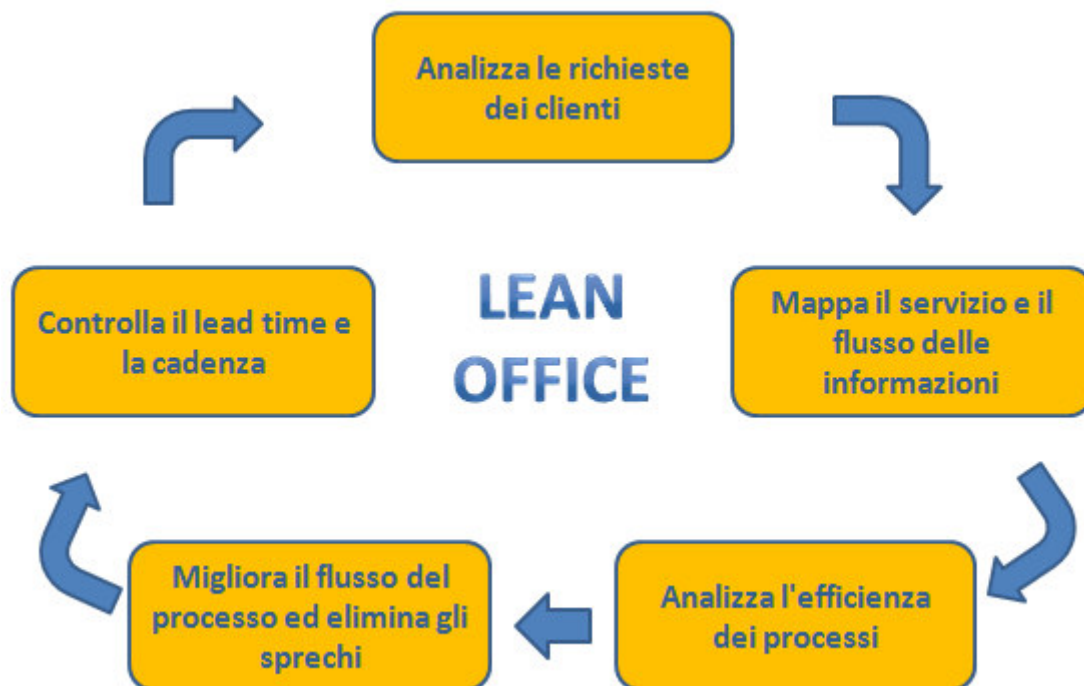 Analizza le richieste
dei clienti
Mappa il servizio e il
flusso delle
informazioni
Analizza l'efficienza
dei processi
Migliora il flusso del
processo ed elimina gli
sprechi
Controlla il lead time e
la cadenza
LEAN
OFFICE